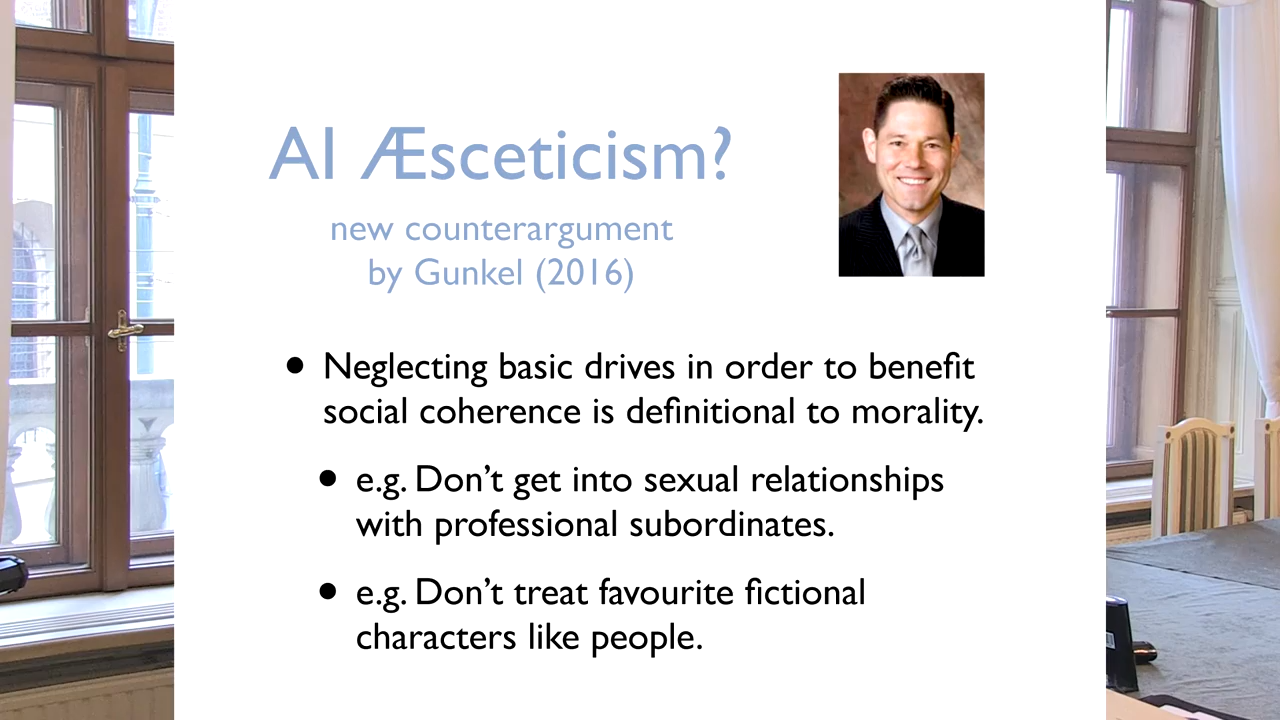 AI Æsceticism?
new counterargument
by Gunkel (2016)
• Neglecting basic drives in order to benefit
social coherence is definitional to morality.
• e.g. Don't get into sexual relationships
with professional subordinates.
• e.g. Don't treat favourite fictional
characters like people.